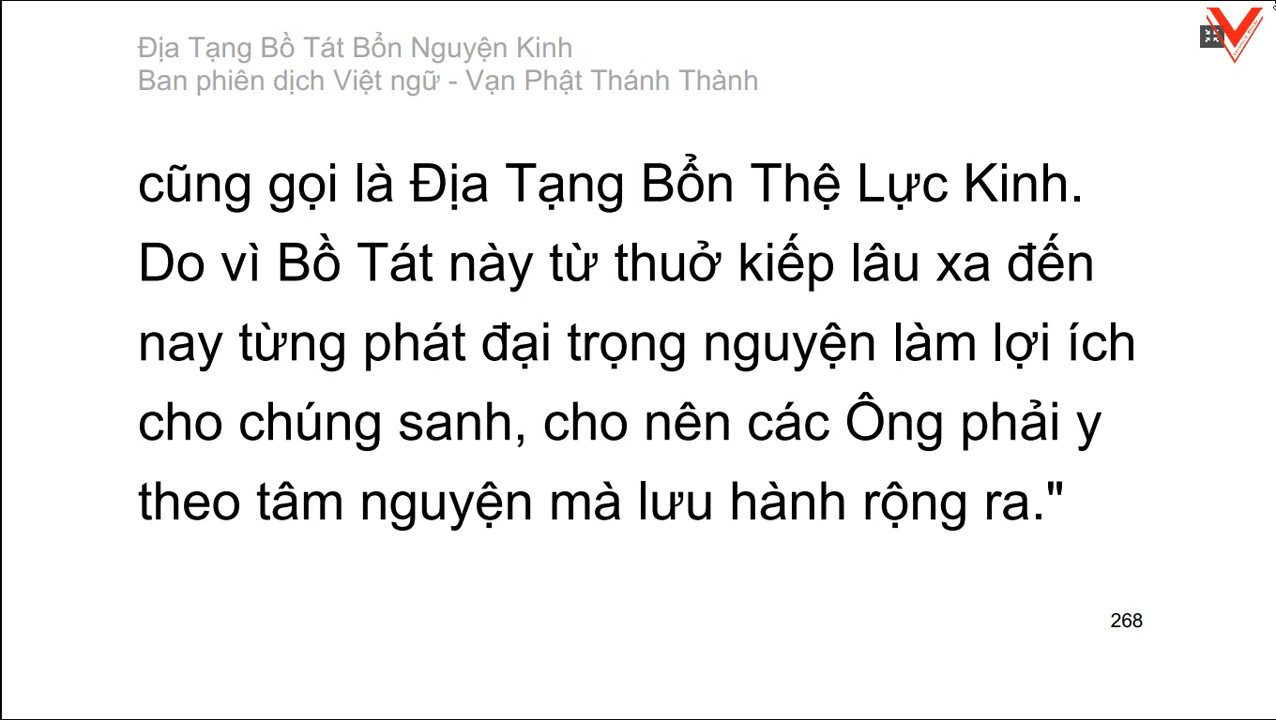 Địa Tạng Bồ Tát Bổn Nguyện Kinh
Ban phiên dịch Việt ngữ - Vạn Phật Thánh Thành
cũng gọi là Địa Tạng Bổn Thệ Lực Kinh.
Do vì Bồ Tát này từ thuở kiếp lâu xa đến
nay từng phát đại trọng nguyện làm lợi ích
cho chúng sanh, cho nên các Ông phải y
theo tâm nguyện mà lưu hành rộng ra."
268